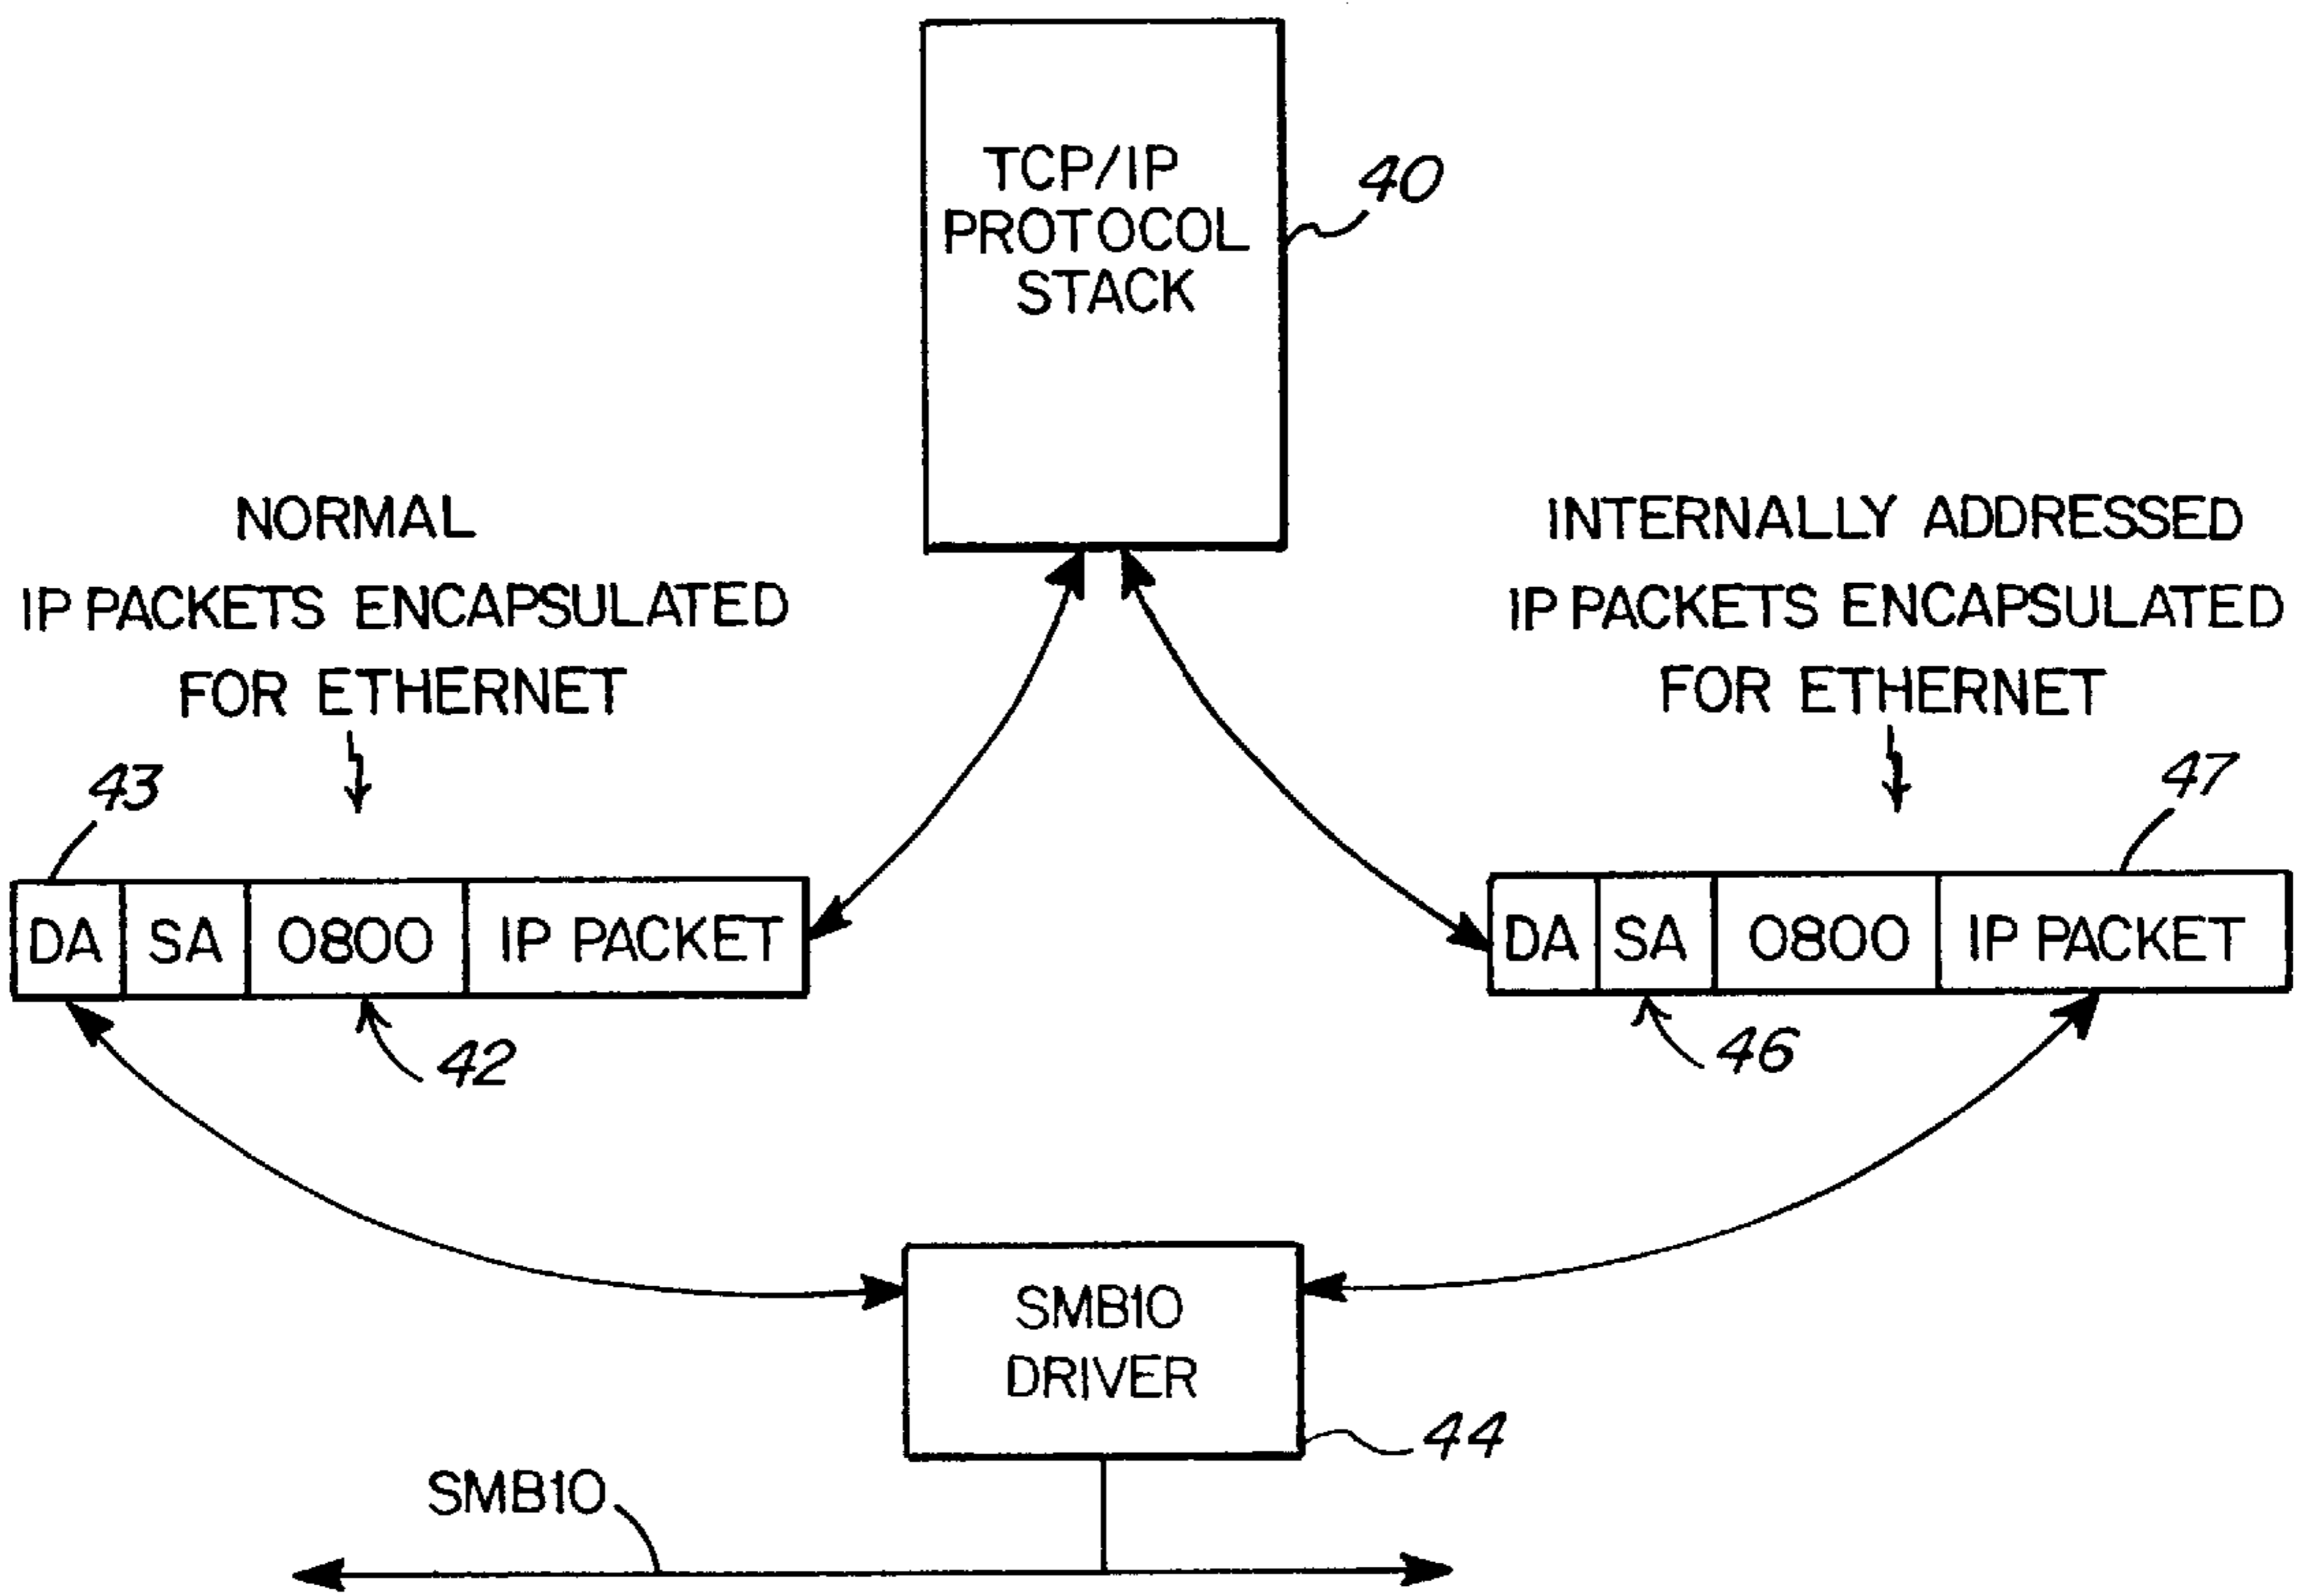 TCP/IP
PROTOCOL
STACK
40
NORMAL
IP PACKETS ENCAPSULATED
FOR ETHERNET
INTERNALLY ADDRESSED
IP PACKETS ENCAPSULATED
FOR ETHERNET
43
47
DA SA 0800 IP PACKET
DA SA 0800 IP PACKET
42
46
SMB10
DRIVER
44
SMB10